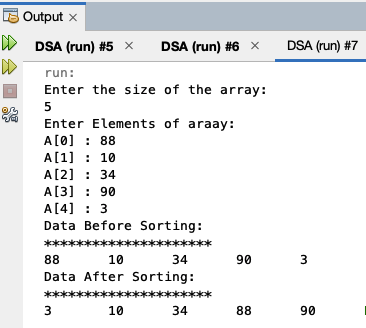 Output ×
DSA (run) #5 × DSA (run) #6 × DSA (run) #7
run:
Enter the size of the array:
5
Enter Elements of araay:
A[0] : 88
A[1] : 10
A[2] : 34
A[3] : 90
A[4] : 3
Data Before Sorting:
*********************
88 10 34 90 3
Data After Sorting:
*********************
3 10 34 88 90